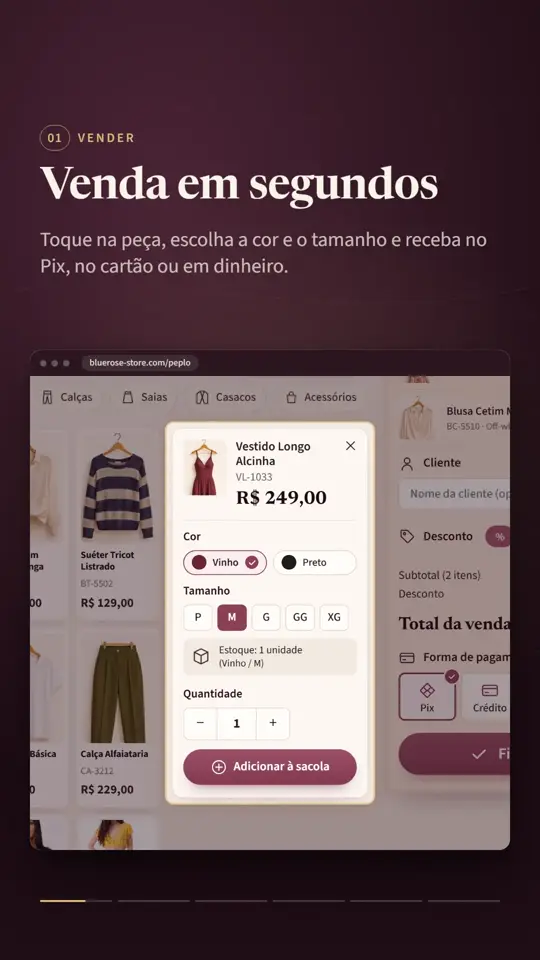 01 VENDER
Venda em segundos
Toque na peça, escolha a cor e o tamanho e receba no
Pix, no cartão ou em dinheiro.
bluerose-store.com/peplo
Calças
Saias
Casacos
Acessórios
Suéter Tricot
Listrado
BT-5502
R$ 129,00
Básica
Calça Alfaiataria
CA-3212
R$ 229,00
Vestido Longo
Alcinha
VL-1033
R$ 249,00
Cor
Vinho
Preto
Tamanho
P
M
G
GG
XG
Estoque: 1 unidade
(Vinho / M)
Quantidade
− 1 +
Adicionar à sacola
Blusa Cetim
BC-5510
Cliente
Nome da cliente
Desconto
%
Subtotal (2 itens)
Desconto
Total da venda
Forma de
Pix
Crédito